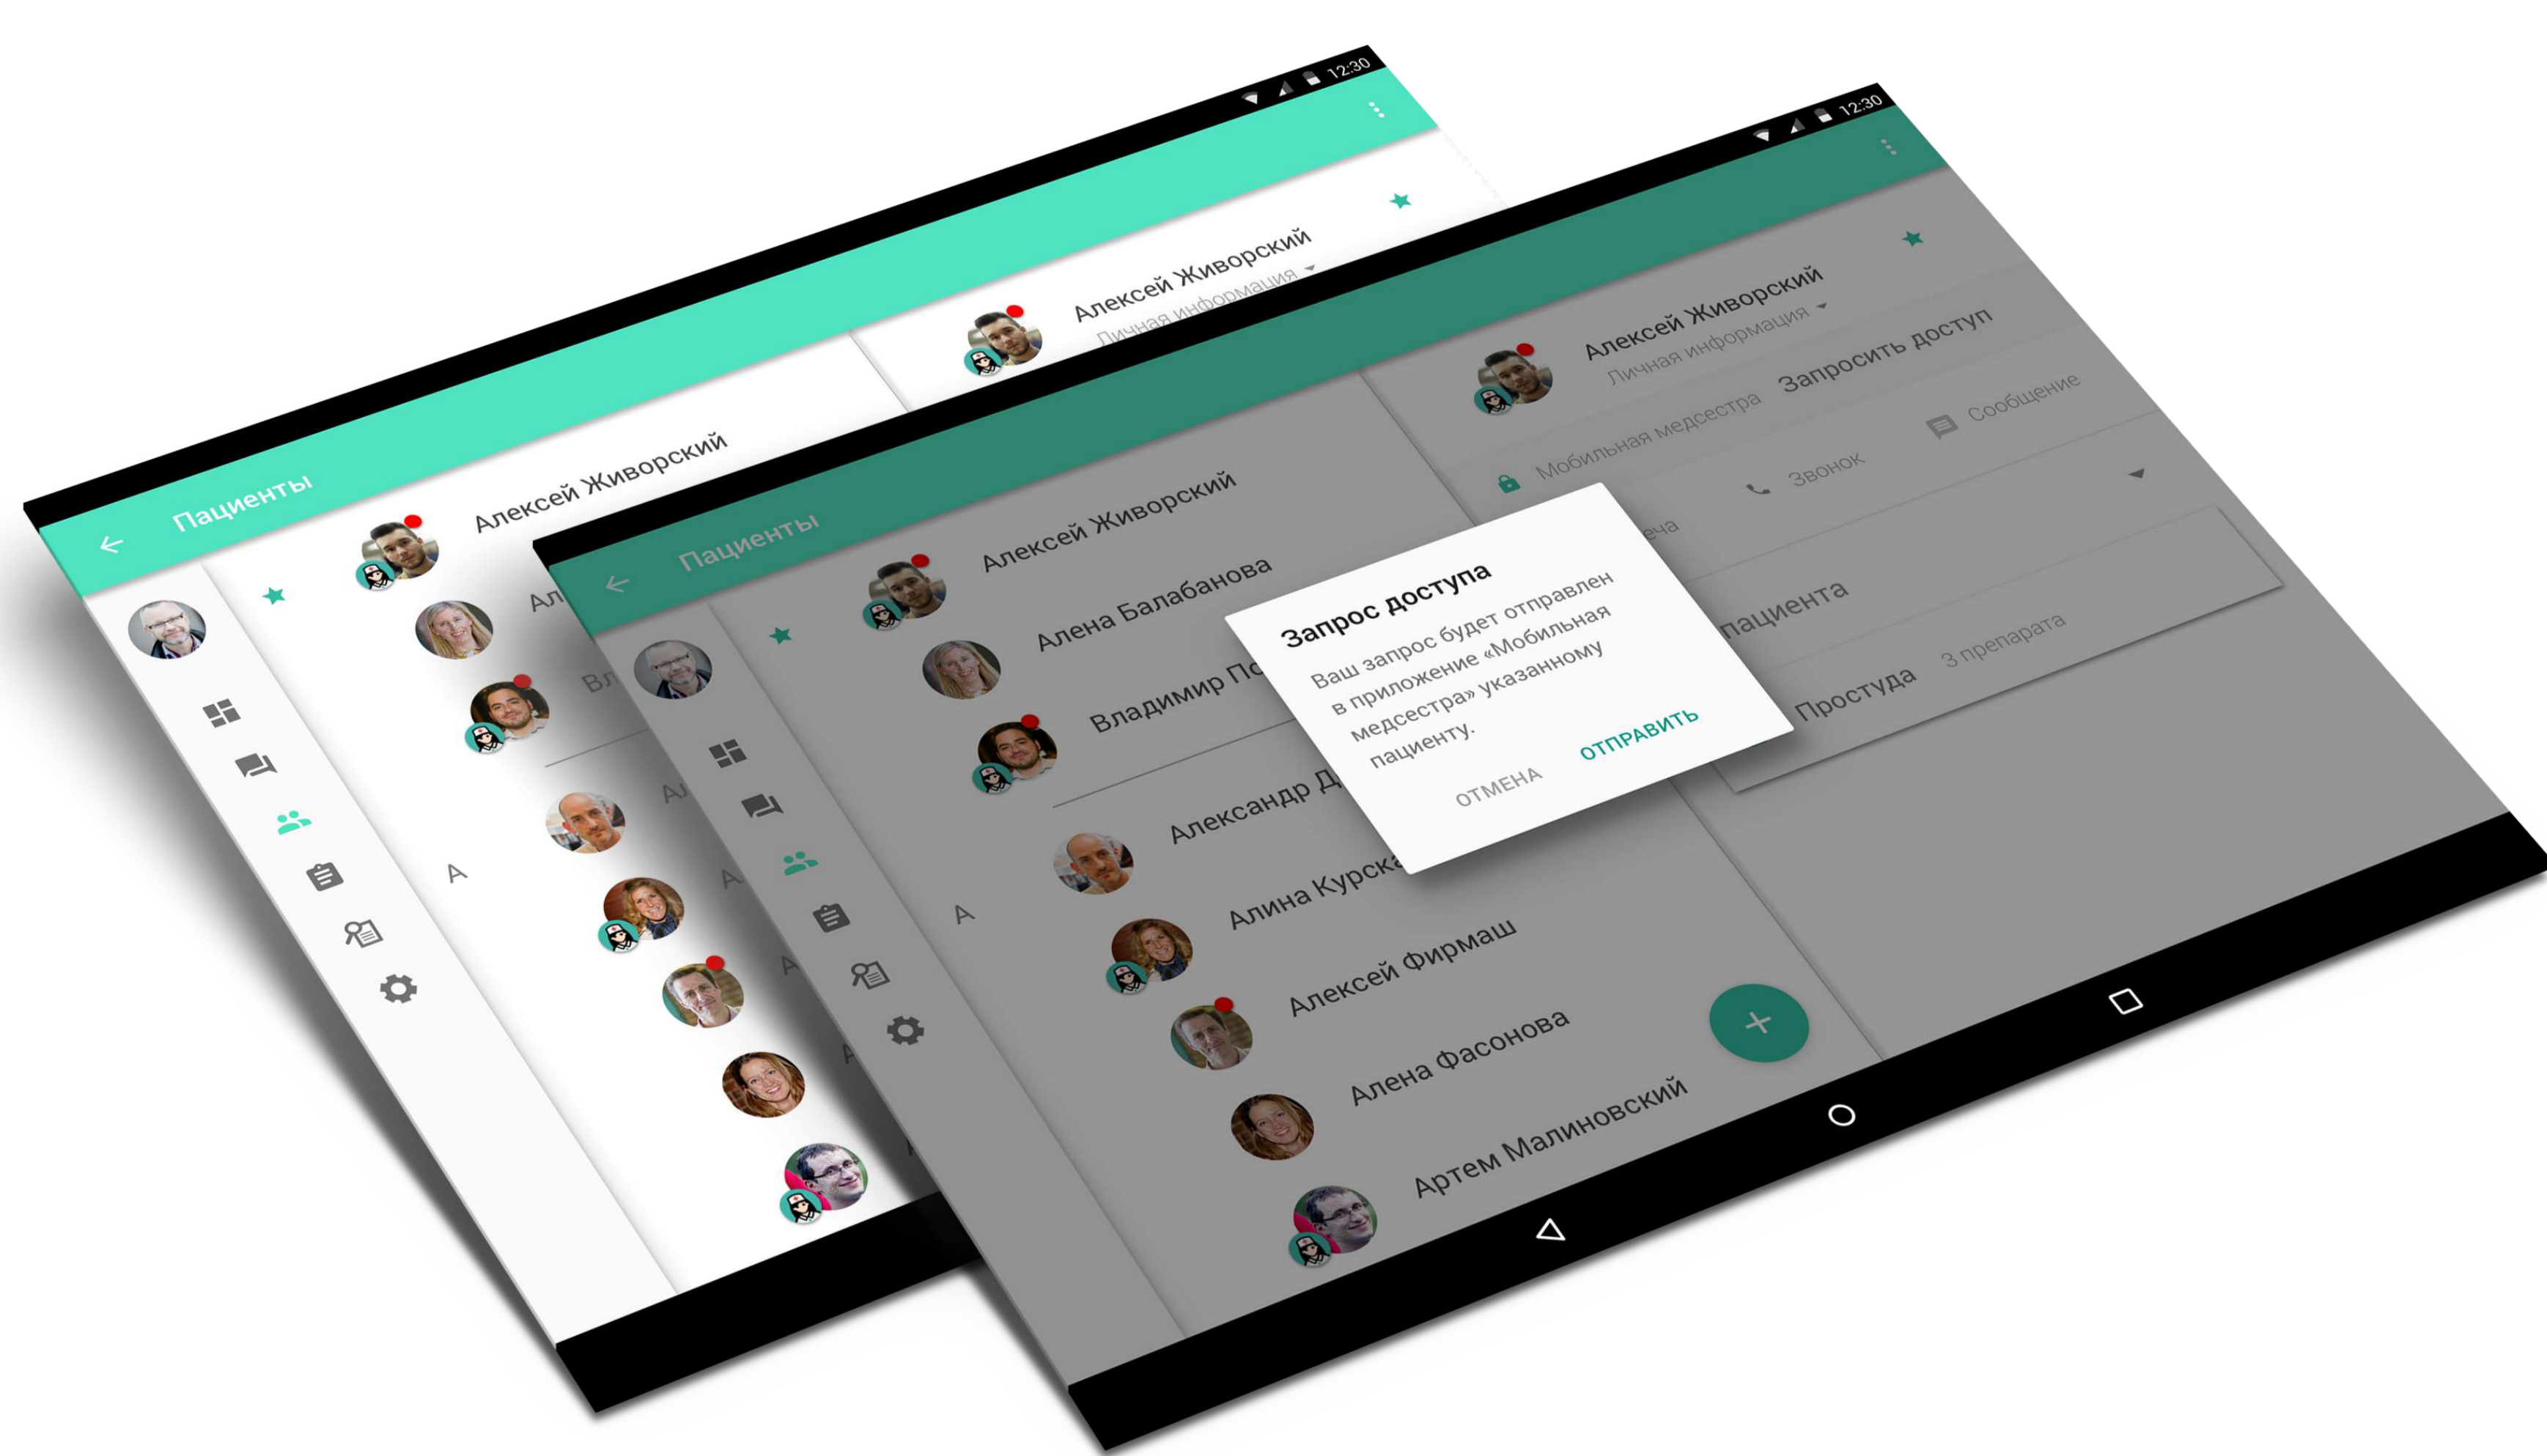 12:30
Пациенты
Алексей Живорский
Личная информация
Алексей Живорский
А
12:30
Пациенты
Алексей Живорский
Личная информация
Мобильная медсестра Запросить доступ
Звонок
Сообщение
пациента
Простуда 3 препарата
Алексей Живорский
Алена Балабанова
Владимир
А
Александр
Алина
Алексей Фирмаш
Алена Фасонова
Артем Малиновский
Запрос доступа
Ваш запрос будет отправлен
в приложение «Мобильная
медсестра» указанному
пациенту.
ОТМЕНА ОТПРАВИТЬ